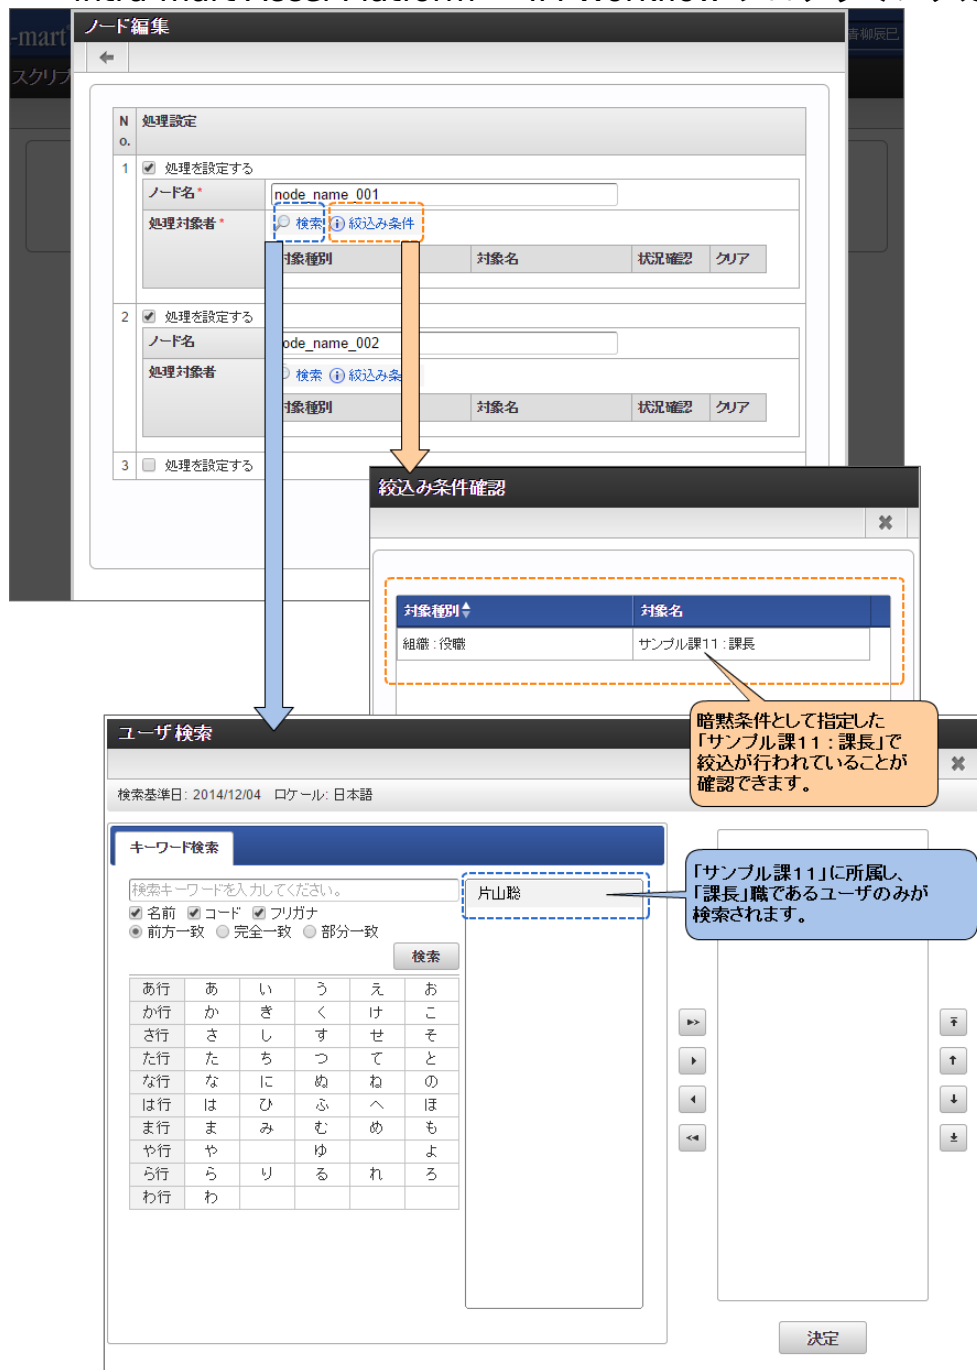 -mart
スクリプ
青柳辰巳
ノード編集
No.
処理設定
1
処理を設定する
ノード名*
node_name_001
処理対象者*
検索
絞込み条件
対象種別
対象名
状況確認
クリア
2
処理を設定する
ノード名
ode_name_002
処理対象者
検索
絞込み条
対象種別
対象名
状況確認
クリア
3
処理を設定する
絞込み条件確認
対象種別
対象名
組織:役職
サンプル課11:課長
暗黙条件として指定した
「サンプル課11:課長」で
絞込が行われていることが
確認できます。
ユーザ検索
検索基準日: 2014/12/04 ロケール: 日本語
キーワード検索
検索キーワードを入力してください。
名前 コード フリガナ
前方一致 完全一致 部分一致
検索
片山聡
「サンプル課11」に所属し、
「課長」職であるユーザのみが
検索されます。
あ行 あ い う え お
か行 か き く け こ
さ行 さ し す せ そ
た行 た ち つ て と
な行 な に ぬ ね の
は行 は ひ ふ へ ほ
ま行 ま み む め も
や行 や ゆ よ
ら行 ら り る れ ろ
わ行 わ
決定